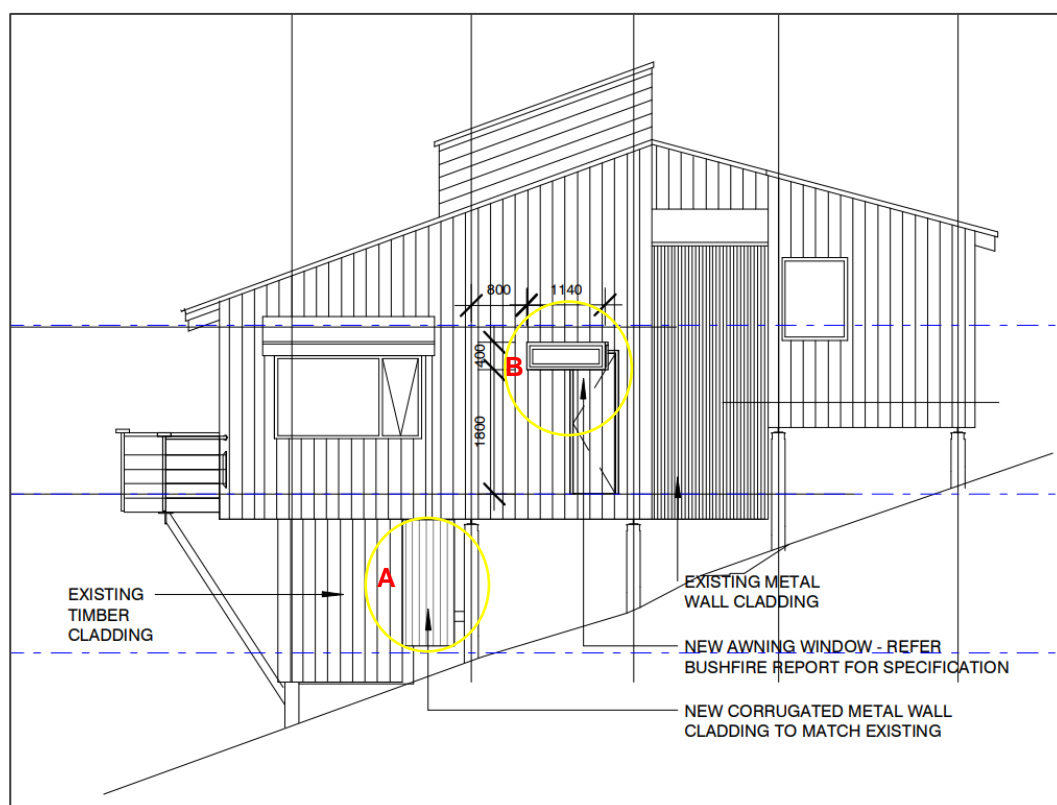 800
1140
400
B
1800
A
EXISTING
TIMBER
CLADDING
EXISTING METAL
WALL CLADDING
NEW AWNING WINDOW - REFER
BUSHFIRE REPORT FOR SPECIFICATION
NEW CORRUGATED METAL WALL
CLADDING TO MATCH EXISTING